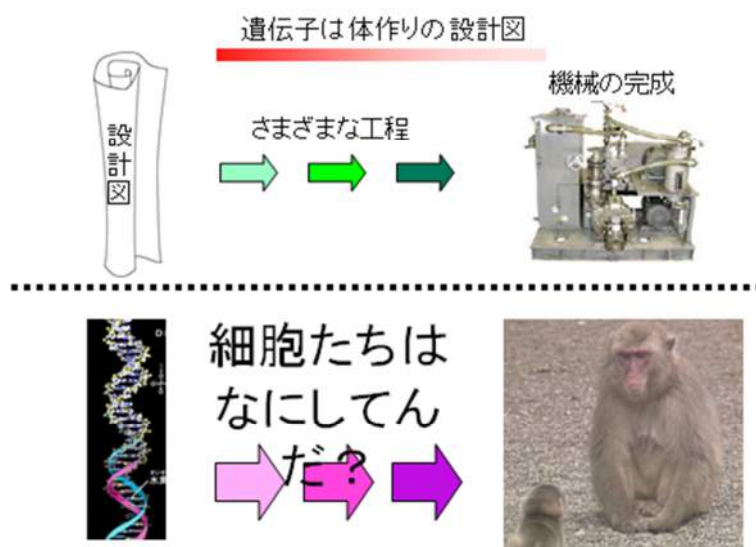 遺伝子は体作りの設計図
機械の完成
設計図
さまざまな工程
細胞たちは
なにしてん
だ？